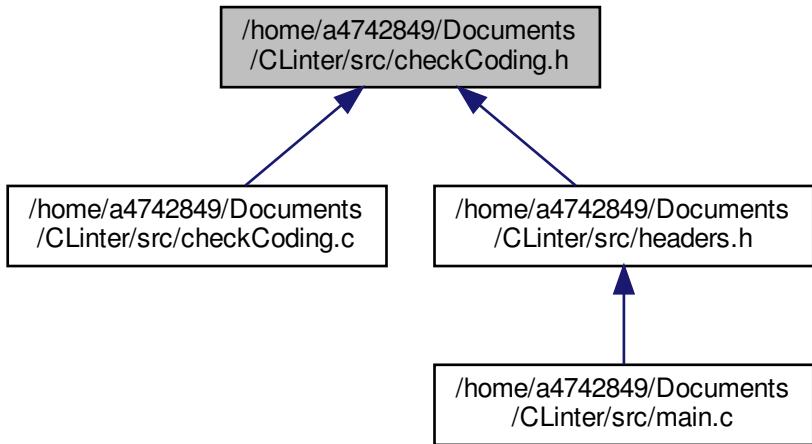 /home/a4742849/Documents
/CLinter/src/checkCoding.h
/home/a4742849/Documents
/CLinter/src/checkCoding.c
/home/a4742849/Documents
/CLinter/src/headers.h
/home/a4742849/Documents
/CLinter/src/main.c